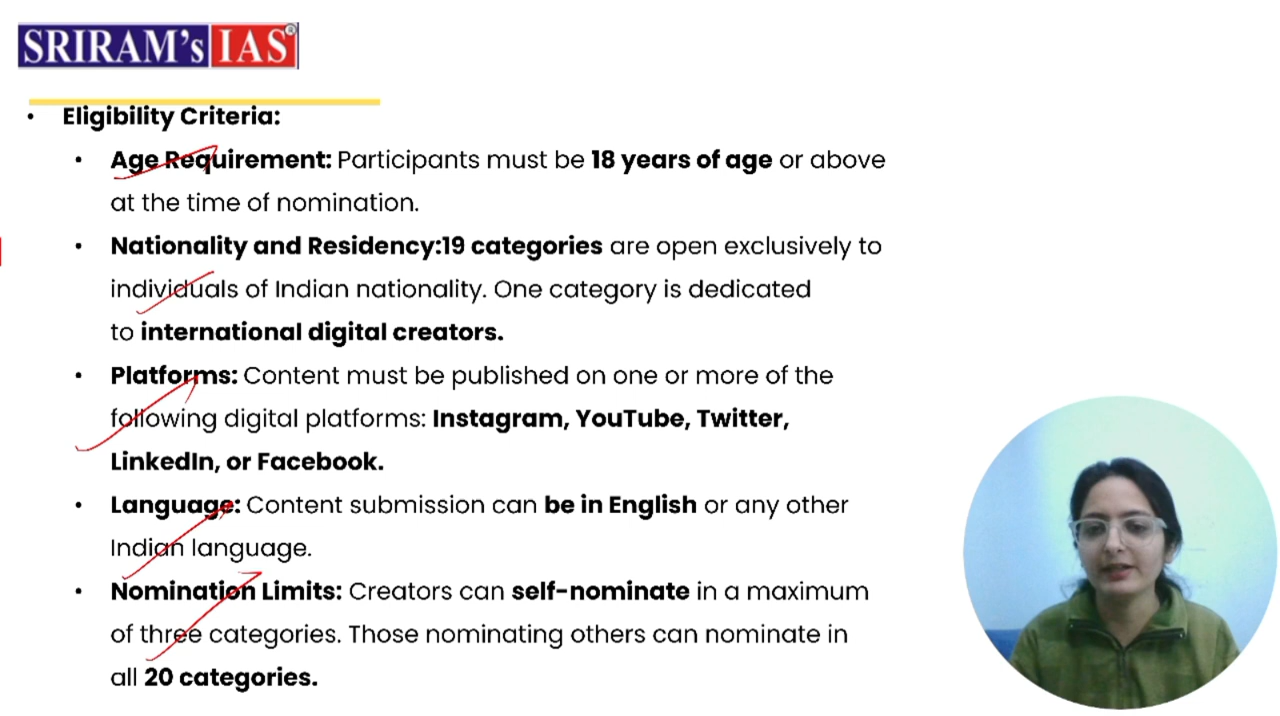 SRIRAM's IAS®
• Eligibility Criteria:
• Age Requirement: Participants must be 18 years of age or above
at the time of nomination.
• Nationality and Residency:19 categories are open exclusively to
individuals of Indian nationality. One category is dedicated
to international digital creators.
• Platforms: Content must be published on one or more of the
following digital platforms: Instagram, YouTube, Twitter,
LinkedIn, or Facebook.
• Language: Content submission can be in English or any other
Indian language.
• Nomination Limits: Creators can self-nominate in a maximum
of three categories. Those nominating others can nominate in
all 20 categories.